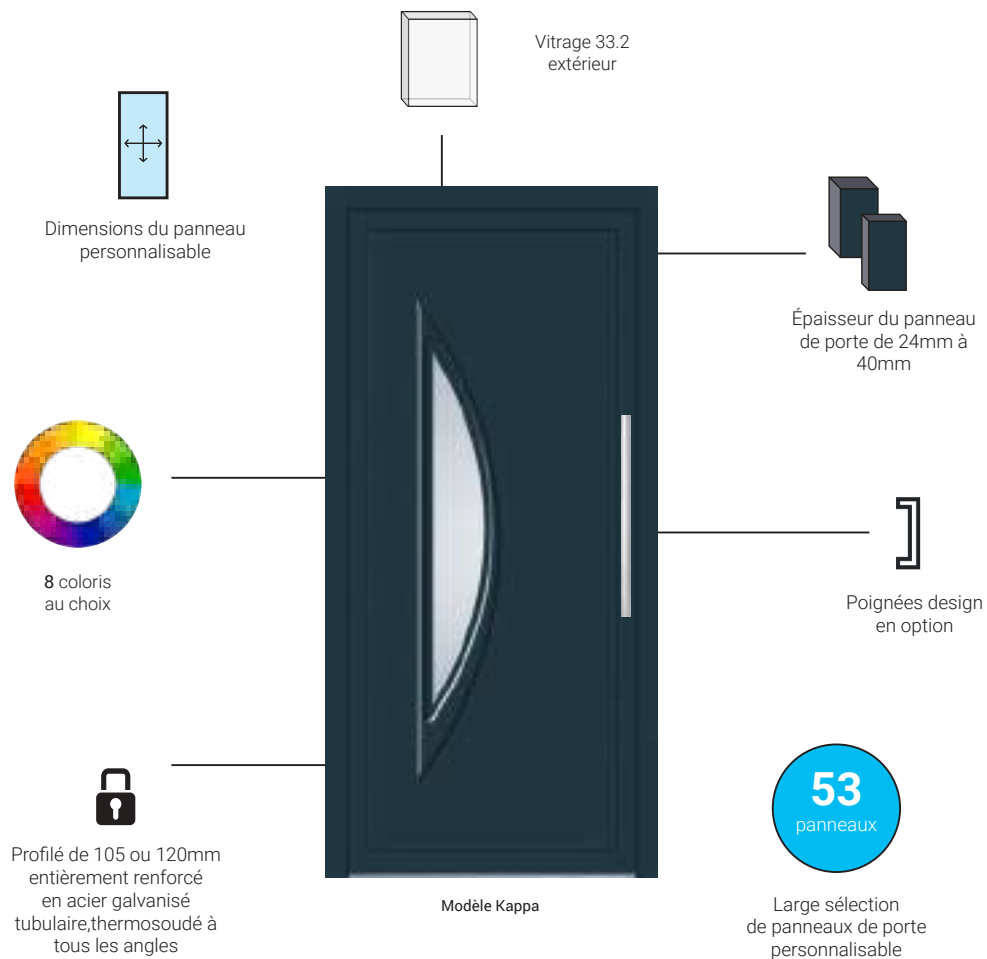 Vitrage 33.2
extérieur
Dimensions du panneau
personnalisable
Épaisseur du panneau
de porte de 24mm à
40mm
8 coloris
au choix
Poignées design
en option
Profilé de 105 ou 120mm
entièrement renforcé
en acier galvanisé
tubulaire,thermosoudé à
tous les angles
Modèle Kappa
53
panneaux
Large sélection
de panneaux de porte
personnalisable